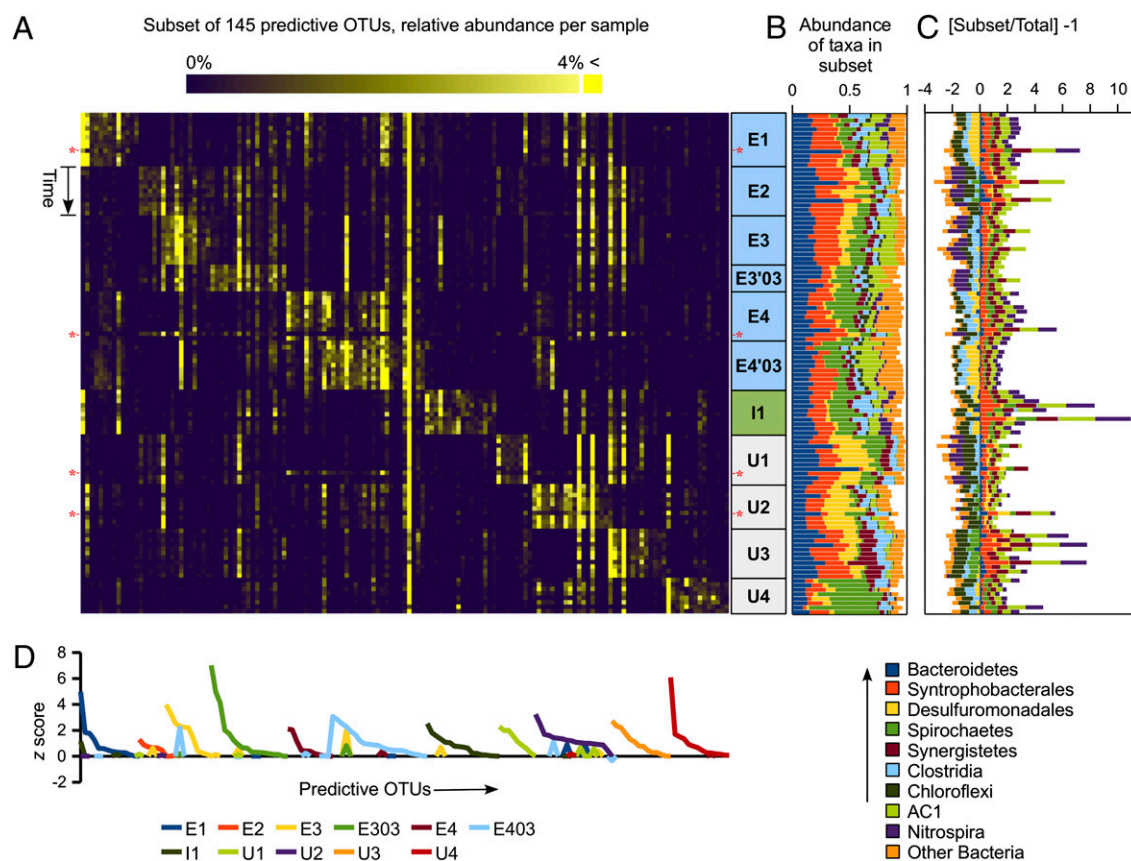 A
Subset of 145 predictive OTUs, relative abundance per sample
0%
4% <
B
Abundance
of taxa in
subset
0
0.5
1
C
[Subset/Total] -1
-4
-2
0
2
4
6
8
10
Time
*
*
*
*
E1
E2
E3
E3'03
E4
E4'03
I1
U1
U2
U3
U4
*
*
*
*
D
z score
8
6
4
2
0
-2
Predictive OTUs
E1 E2 E3 E303 E4 E403
I1 U1 U2 U3 U4
Bacteroidetes
Syntrophobacterales
Desulfuromonadales
Spirochaetes
Synergistetes
Clostridia
Chloroflexi
AC1
Nitrospira
Other Bacteria